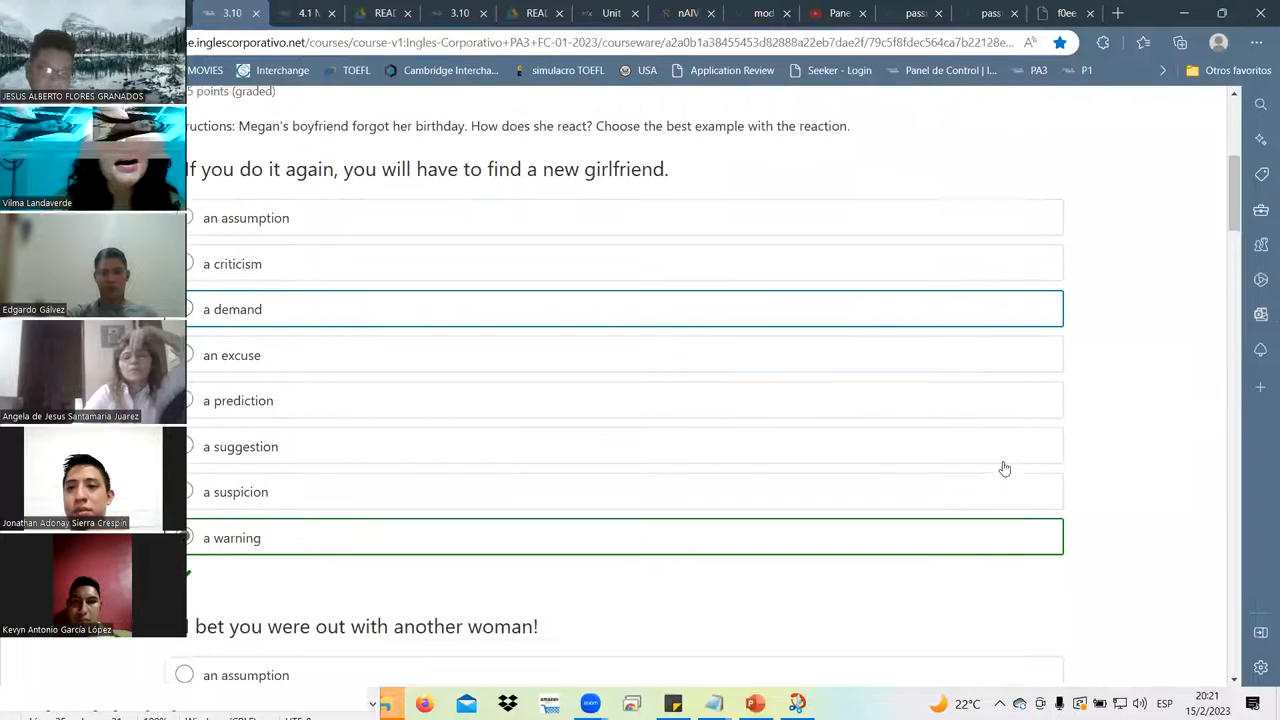 3.10
4.1 N
READ
3.10
READ
Unit
nAIV
mod
Pane
pass
pass
f0ee
e.inglescorporativo.net/courses/course-v1:Ingles-Corporativo+PA3+FC-01-2023/courseware/a2a0b1a38455453d82888a22eb7dae2f/79c5f8fdec564ca7b22128e...
MOVIES
Interchange
TOEFL
Cambridge Intercha...
simulacro TOEFL
USA
Application Review
Seeker - Login
Panel de Control | I...
PA3
P1
Otros favoritos
5 points (graded)
JESUS ALBERTO FLORES GRANADOS
ructions: Megan's boyfriend forgot her birthday. How does she react? Choose the best example with the reaction.
If you do it again, you will have to find a new girlfriend.
Vilma Landaverde
an assumption
a criticism
a demand
Edgardo Gálvez
an excuse
a prediction
Angela de Jesus Santamaria Juarez
a suggestion
a suspicion
Jonathan Adonay Sierra Crespin
a warning
bet you were out with another woman!
Kevyn Antonio García López
an assumption
22°C
ESP
20:21
15/2/2023